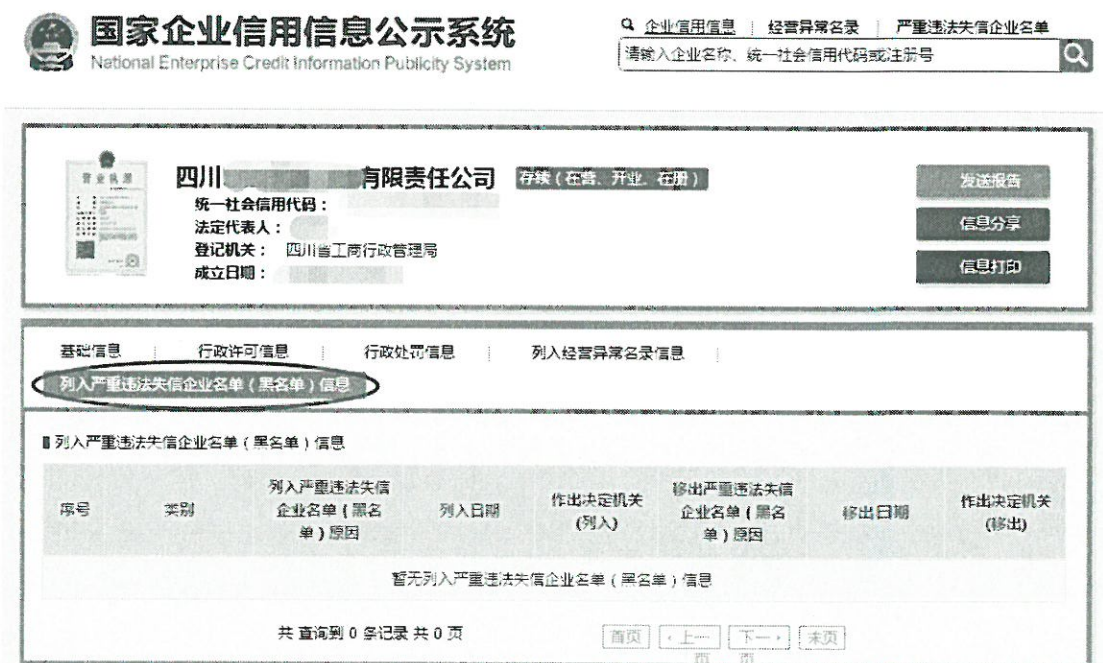 国家企业信用信息公示系统
National Enterprise Credit Information Publicity System
企业信用信息 | 经营异常名录 | 严重违法失信企业名单
请输入企业名称、统一社会信用代码或注册号
营业执照
四川 有限责任公司 存续(在营、开业、在册)
统一社会信用代码:
法定代表人:
登记机关: 四川省工商行政管理局
成立日期:
发送报告
信息分享
信息打印
基础信息 | 行政许可信息 | 行政处罚信息 | 列入经营异常名录信息 |
列入严重违法失信企业名单(黑名单)信息
列入严重违法失信企业名单(黑名单)信息
序号 类别 列入严重违法失信企业名单(黑名单)原因 列入日期 作出决定机关(列入) 移出严重违法失信企业名单(黑名单)原因 移出日期 作出决定机关(移出)
暂无列入严重违法失信企业名单(黑名单)信息
共 查询到 0 条记录 共 0 页 首页 上一页 下一页 末页